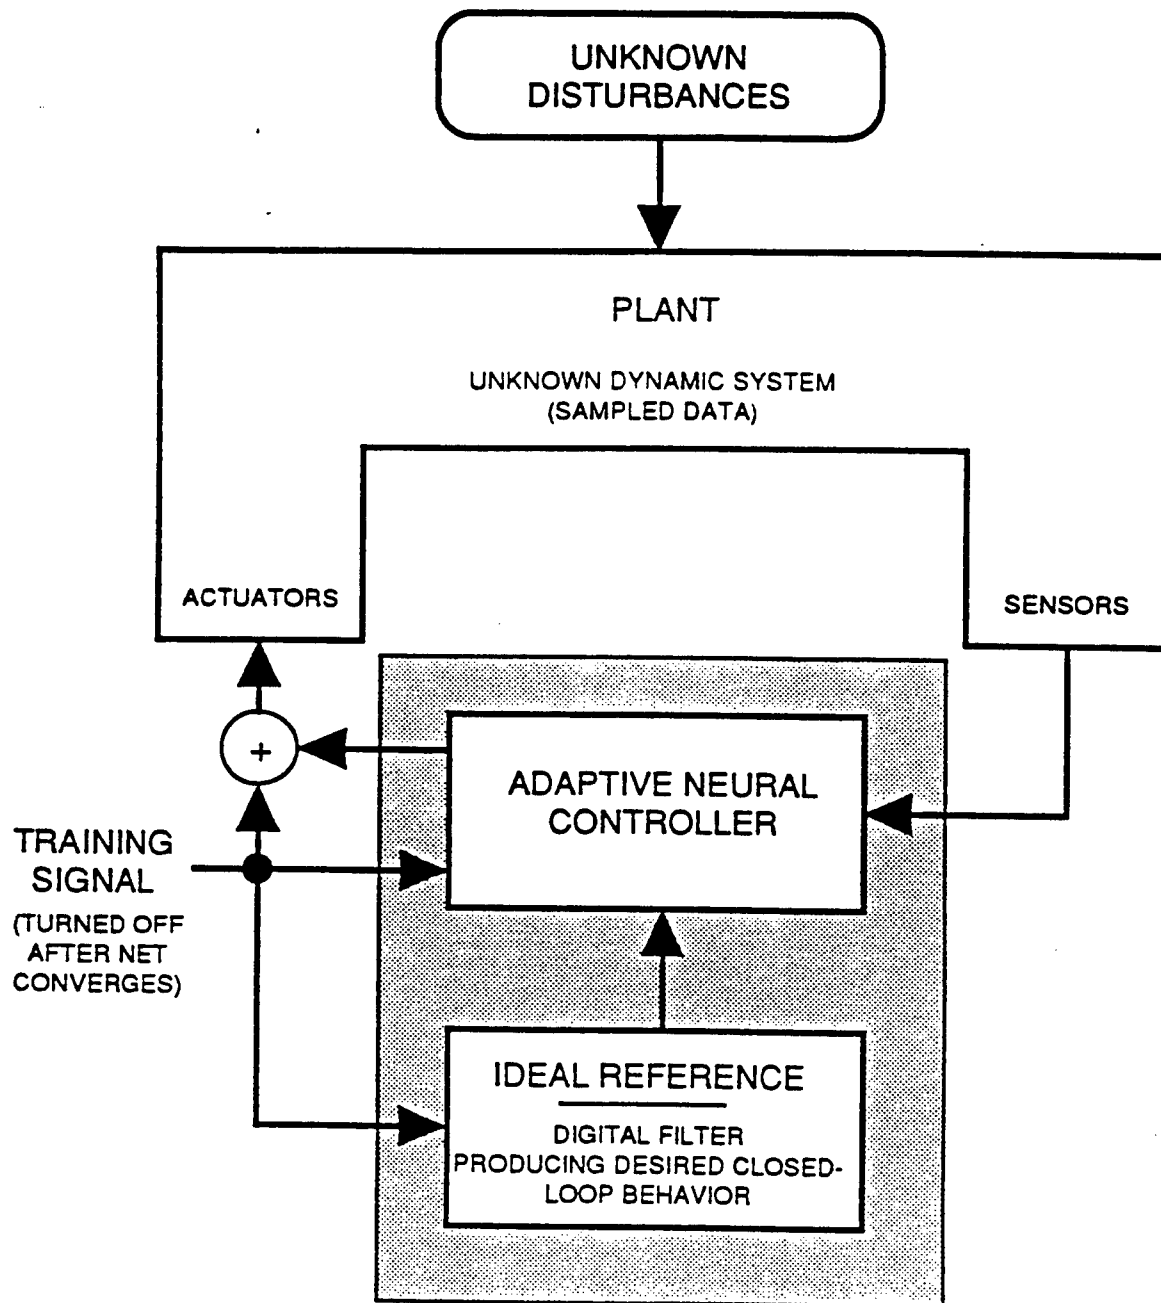 UNKNOWN
DISTURBANCES
PLANT
UNKNOWN DYNAMIC SYSTEM
(SAMPLED DATA)
ACTUATORS
SENSORS
+
ADAPTIVE NEURAL
CONTROLLER
TRAINING
SIGNAL
(TURNED OFF
AFTER NET
CONVERGES)
IDEAL REFERENCE
DIGITAL FILTER
PRODUCING DESIRED CLOSED-
LOOP BEHAVIOR